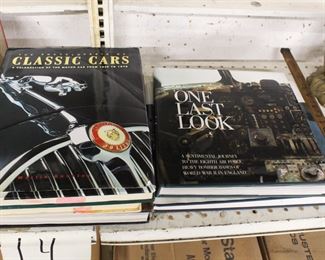 CLASSIC CARS
A CELEBRATION OF THE MOTOR CAR FROM 1945 TO 1975
ONE
LAST
LOOK
A SENTIMENTAL JOURNEY
TO THE EIGHTH AIR FORCE
HEAVY BOMBER BASES OF
WORLD WAR II IN ENGLAND
14